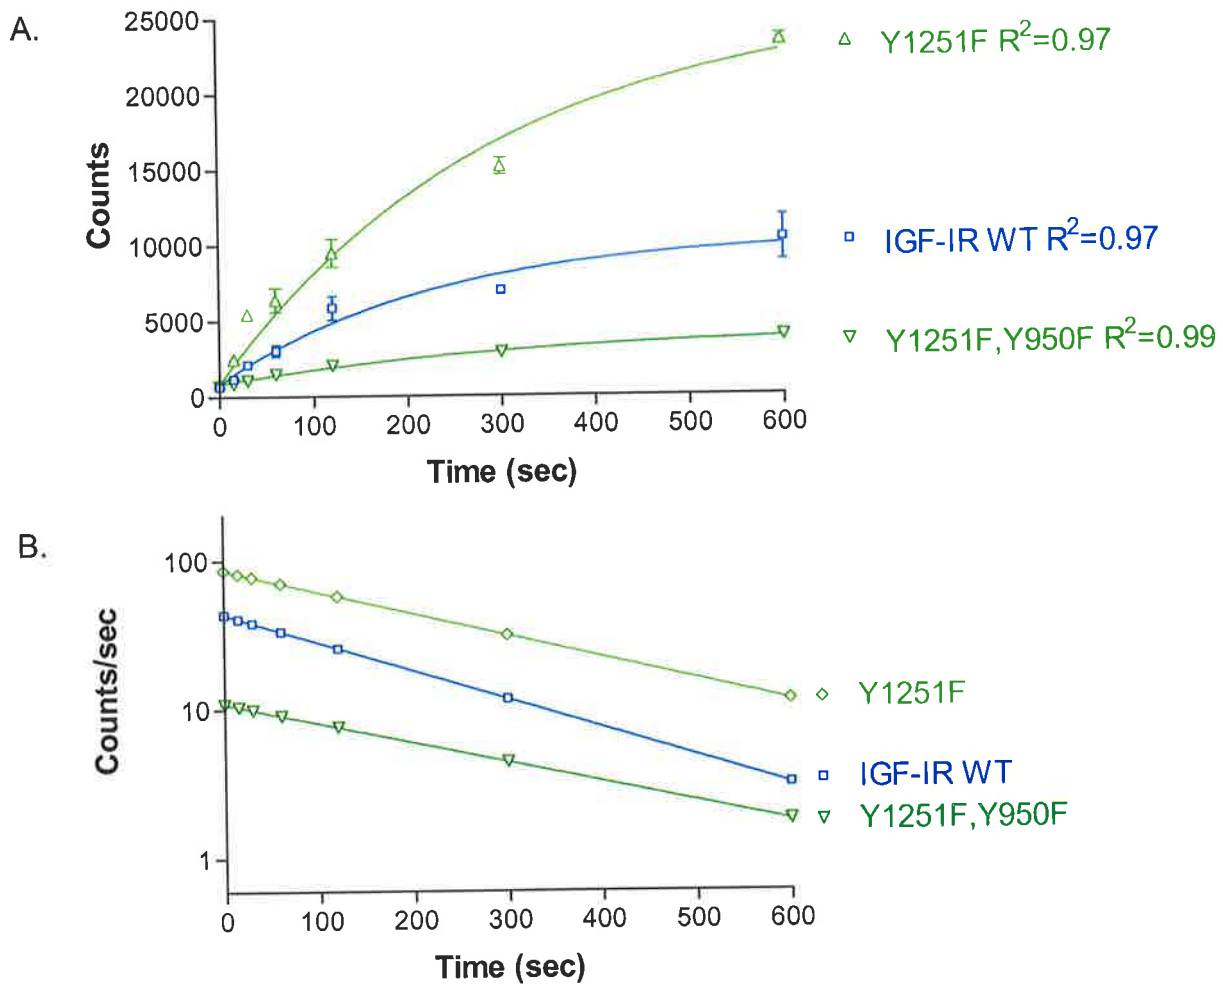 A.
25000
20000
15000
10000
5000
0
Counts
0 100 200 300 400 500 600
Time (sec)
Y1251F R²=0.97
IGF-IR WT R²=0.97
Y1251F,Y950F R²=0.99
B.
100
10
1
Counts/sec
0 100 200 300 400 500 600
Time (sec)
Y1251F
IGF-IR WT
Y1251F,Y950F